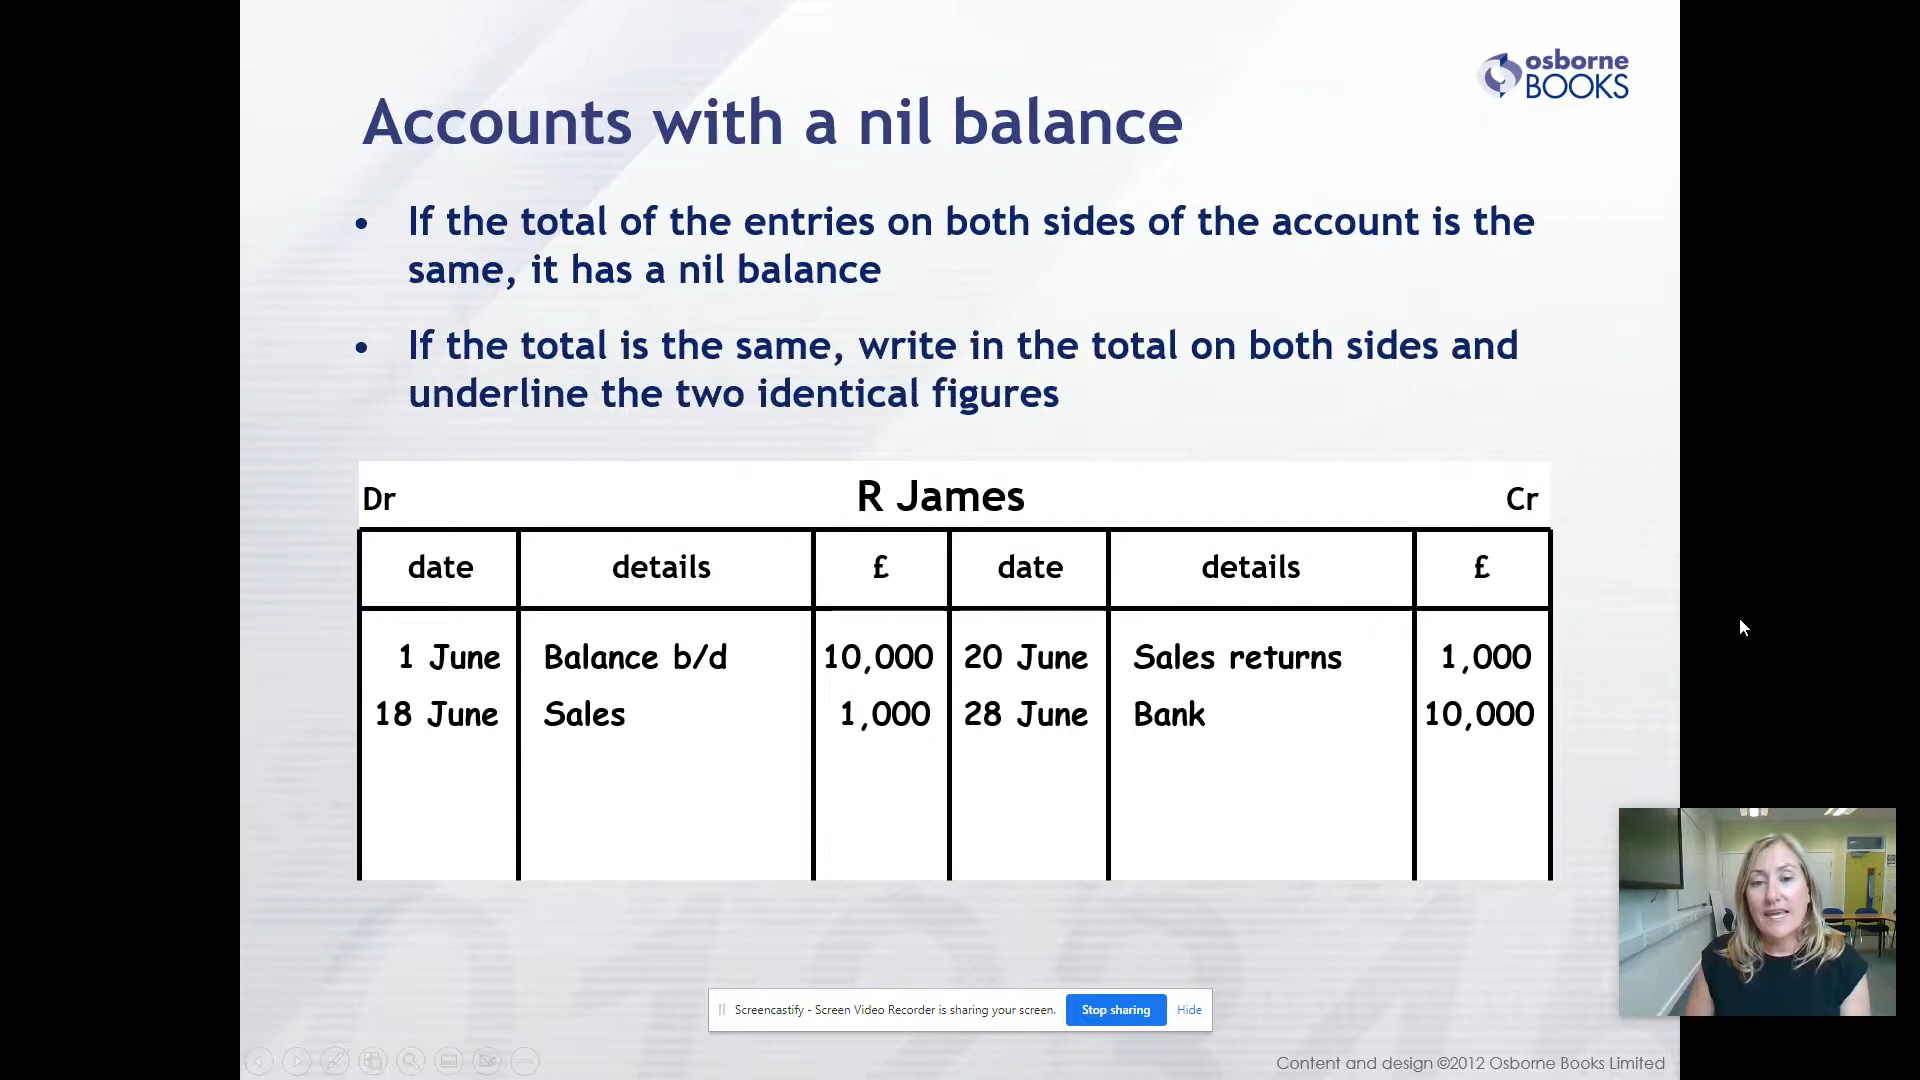 osborne
BOOKS
Accounts with a nil balance
• If the total of the entries on both sides of the account is the
same, it has a nil balance
• If the total is the same, write in the total on both sides and
underline the two identical figures
Dr R James Cr
date details £ date details £
1 June Balance b/d 10,000 20 June Sales returns 1,000
18 June Sales 1,000 28 June Bank 10,000
Screencastify - Screen Video Recorder is sharing your screen. Stop sharing Hide
Content and design ©2012 Osborne Books Limited